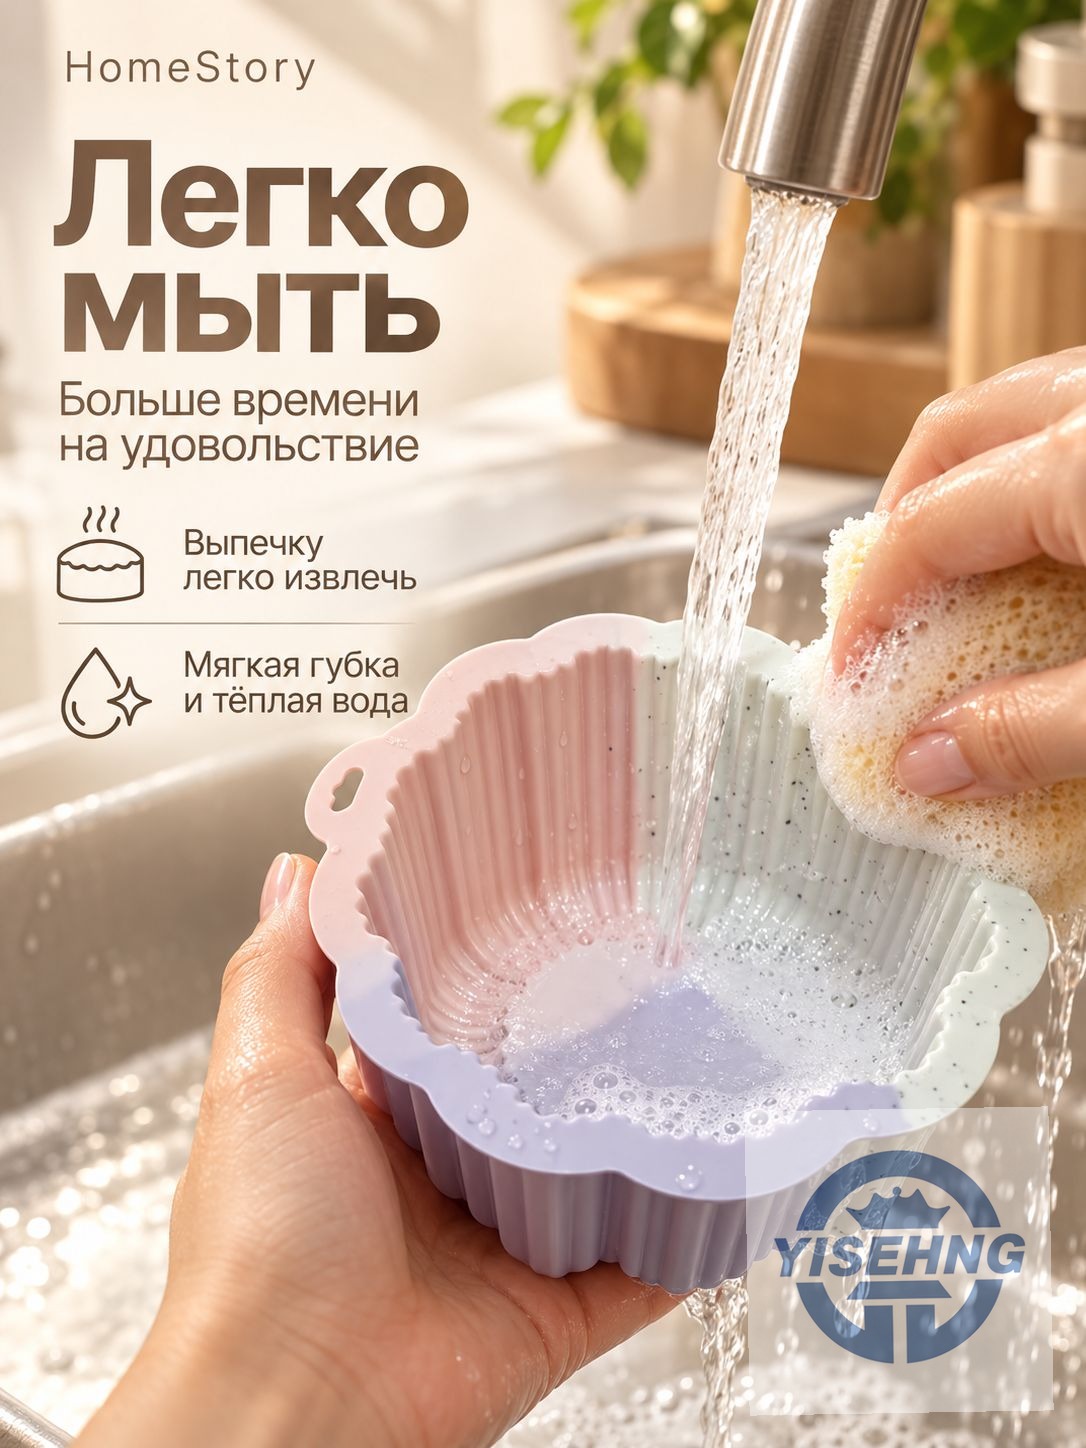 HomeStory
Легко
мыть
Больше времени
на удовольствие
Выпечку
легко извлечь
Мягкая губка
и тёплая вода
YISEHNG